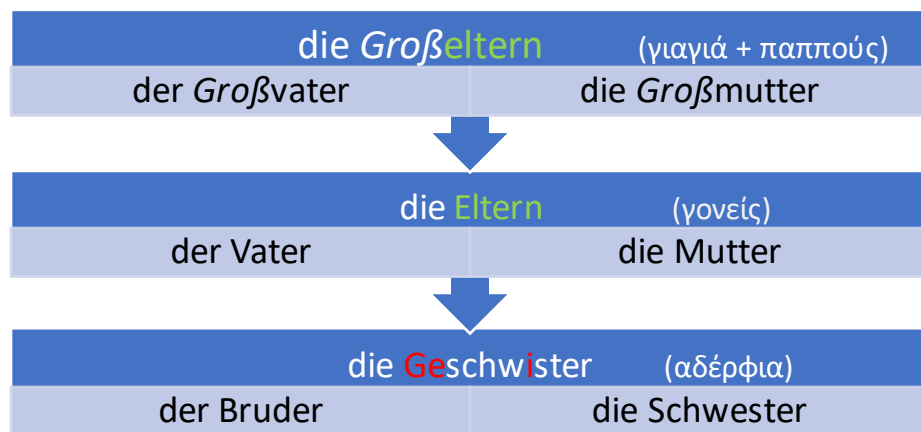 die Großeltern (γιαγιά + παππούς)
der Großvater die Großmutter
die Eltern (γονείς)
der Vater die Mutter
die Geschwister (αδέρφια)
der Bruder die Schwester